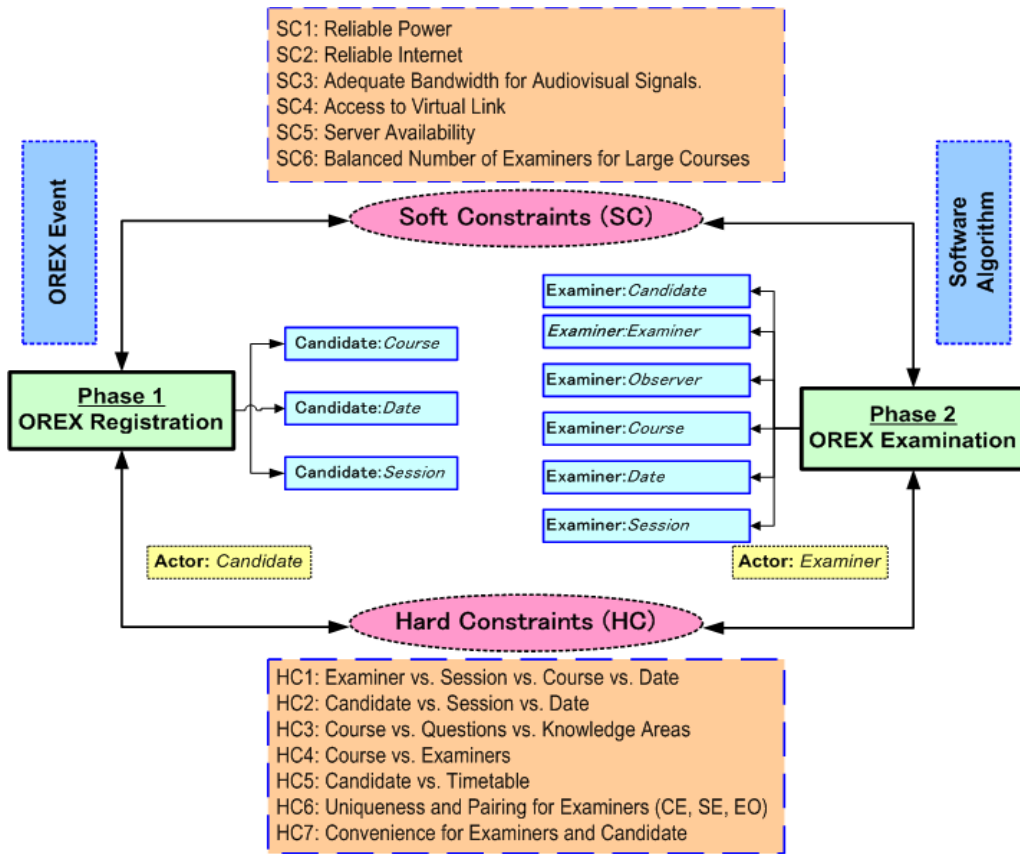 SC1: Reliable Power
SC2: Reliable Internet
SC3: Adequate Bandwidth for Audiovisual Signals.
SC4: Access to Virtual Link
SC5: Server Availability
SC6: Balanced Number of Examiners for Large Courses
OREX Event
Soft Constraints (SC)
Software
Algorithm
Phase 1
OREX Registration
Candidate:Course
Candidate:Date
Candidate:Session
Examiner:Candidate
Examiner:Examiner
Examiner:Observer
Examiner:Course
Examiner:Date
Examiner:Session
Phase 2
OREX Examination
Actor: Candidate
Actor: Examiner
Hard Constraints (HC)
HC1: Examiner vs. Session vs. Course vs. Date
HC2: Candidate vs. Session vs. Date
HC3: Course vs. Questions vs. Knowledge Areas
HC4: Course vs. Examiners
HC5: Candidate vs. Timetable
HC6: Uniqueness and Pairing for Examiners (CE, SE, EO)
HC7: Convenience for Examiners and Candidate